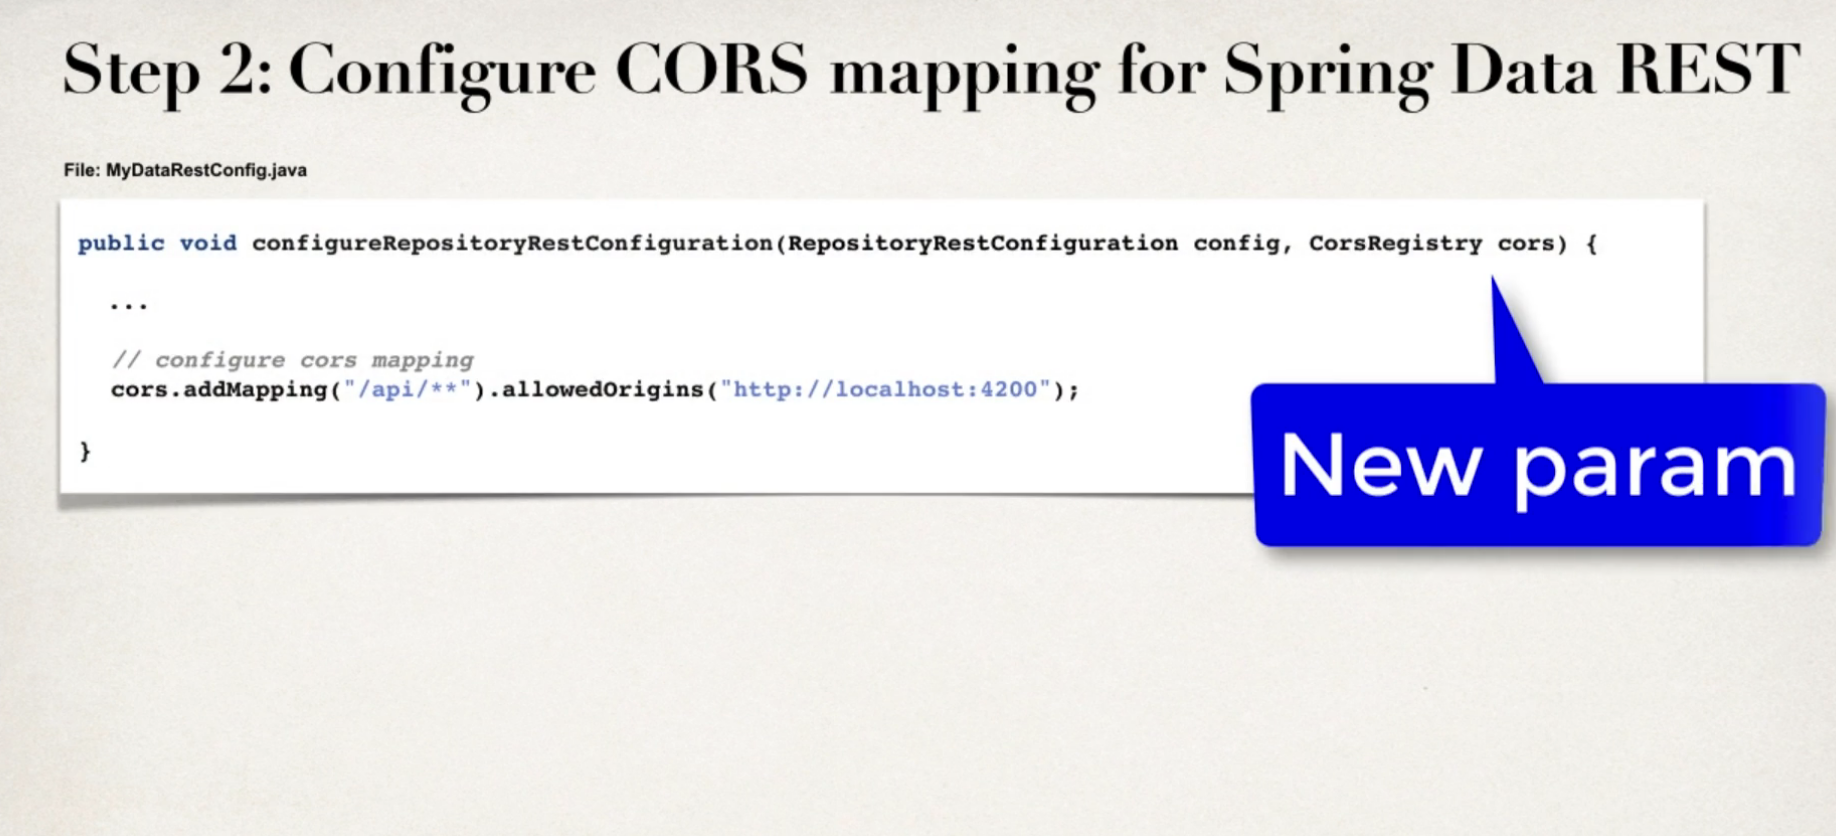 Step 2: Configure CORS mapping for Spring Data REST
File: MyDataRestConfig.java
public void configureRepositoryRestConfiguration(RepositoryRestConfiguration config, CorsRegistry cors) {
...
// configure cors mapping
cors.addMapping("/api/**").allowedOrigins("http://localhost:4200");
}
New param